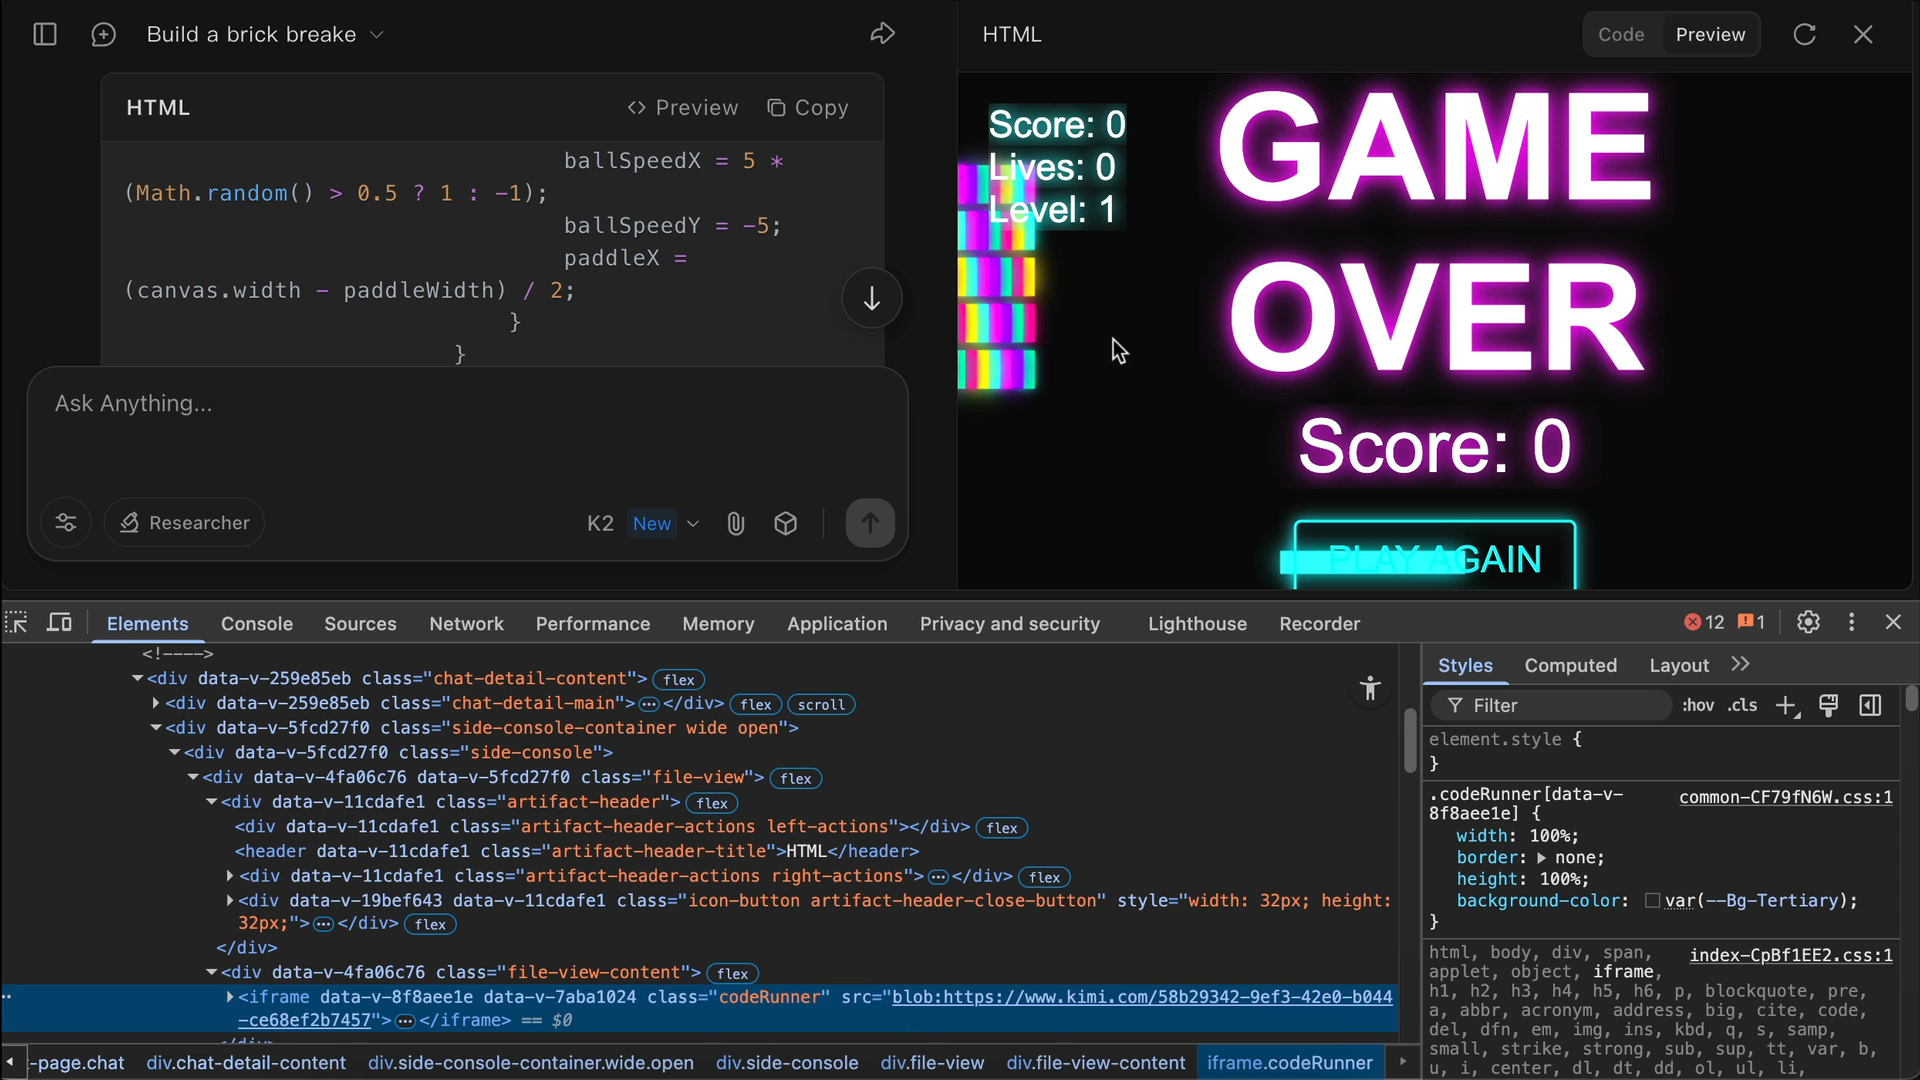 Build a brick breake
HTML
Preview
Copy
ballSpeedX = 5 *
(Math.random() > 0.5 ? 1 : -1);
ballSpeedY = -5;
paddleX =
(canvas.width - paddleWidth) / 2;
}
}
Ask Anything...
Researcher
K2 New
HTML
Code
Preview
Score: 0
Lives: 0
Level: 1
GAME
OVER
Score: 0
PLAY AGAIN
Elements
Console
Sources
Network
Performance
Memory
Application
Privacy and security
Lighthouse
Recorder
12
1
<!---->
<div data-v-259e85eb class="chat-detail-content"> flex
<div data-v-259e85eb class="chat-detail-main">…</div> flex scroll
<div data-v-5fcd27f0 class="side-console-container wide open">
<div data-v-5fcd27f0 class="side-console">
<div data-v-4fa06c76 data-v-5fcd27f0 class="file-view"> flex
<div data-v-11cdafe1 class="artifact-header"> flex
<div data-v-11cdafe1 class="artifact-header-actions left-actions"></div> flex
<header data-v-11cdafe1 class="artifact-header-title">HTML</header>
<div data-v-11cdafe1 class="artifact-header-actions right-actions">…</div> flex
<div data-v-19bef643 data-v-11cdafe1 class="icon-button artifact-header-close-button" style="width: 32px; height:
32px;">…</div> flex
</div>
<div data-v-4fa06c76 class="file-view-content"> flex
<iframe data-v-8f8aee1e data-v-7aba1024 class="codeRunner" src="blob:https://www.kimi.com/58b29342-9ef3-42e0-b044
-ce68ef2b7457">…</iframe> == $0
</div>
-page.chat
div.chat-detail-content
div.side-console-container.wide.open
div.side-console
div.file-view
div.file-view-content
iframe.codeRunner
Styles
Computed
Layout
Filter
:hov
.cls
element.style {
}
.codeRunner[data-v-
8f8aee1e] {
common-CF79fN6W.css:1
width: 100%;
border: none;
height: 100%;
background-color: var(--Bg-Tertiary);
}
html, body, div, span,
index-CpBf1EE2.css:1
applet, object, iframe,
h1, h2, h3, h4, h5, h6, p, blockquote, pre,
a, abbr, acronym, address, big, cite, code,
del, dfn, em, img, ins, kbd, q, s, samp,
small, strike, strong, sub, sup, tt, var, b,
u, i, center, dl, dt, dd, ol, ul, li,